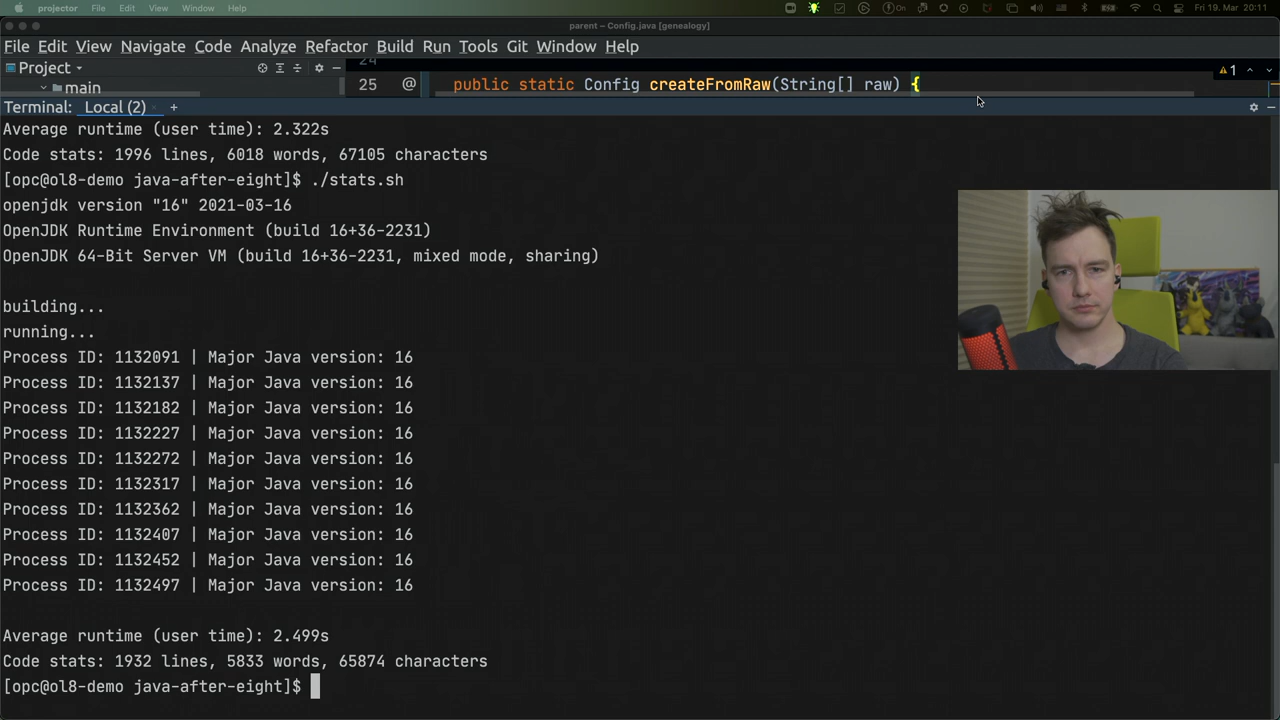 projector File Edit View Window Help On Fri 19. Mar 20:11
parent – Config.java [genealogy]
File Edit View Navigate Code Analyze Refactor Build Run Tools Git Window Help
Project
24
main
25 @ public static Config createFromRaw(String[] raw) {
1
Terminal: Local (2) +
Average runtime (user time): 2.322s
Code stats: 1996 lines, 6018 words, 67105 characters
[opc@ol8-demo java-after-eight]$ ./stats.sh
openjdk version "16" 2021-03-16
OpenJDK Runtime Environment (build 16+36-2231)
OpenJDK 64-Bit Server VM (build 16+36-2231, mixed mode, sharing)
building...
running...
Process ID: 1132091 | Major Java version: 16
Process ID: 1132137 | Major Java version: 16
Process ID: 1132182 | Major Java version: 16
Process ID: 1132227 | Major Java version: 16
Process ID: 1132272 | Major Java version: 16
Process ID: 1132317 | Major Java version: 16
Process ID: 1132362 | Major Java version: 16
Process ID: 1132407 | Major Java version: 16
Process ID: 1132452 | Major Java version: 16
Process ID: 1132497 | Major Java version: 16
Average runtime (user time): 2.499s
Code stats: 1932 lines, 5833 words, 65874 characters
[opc@ol8-demo java-after-eight]$